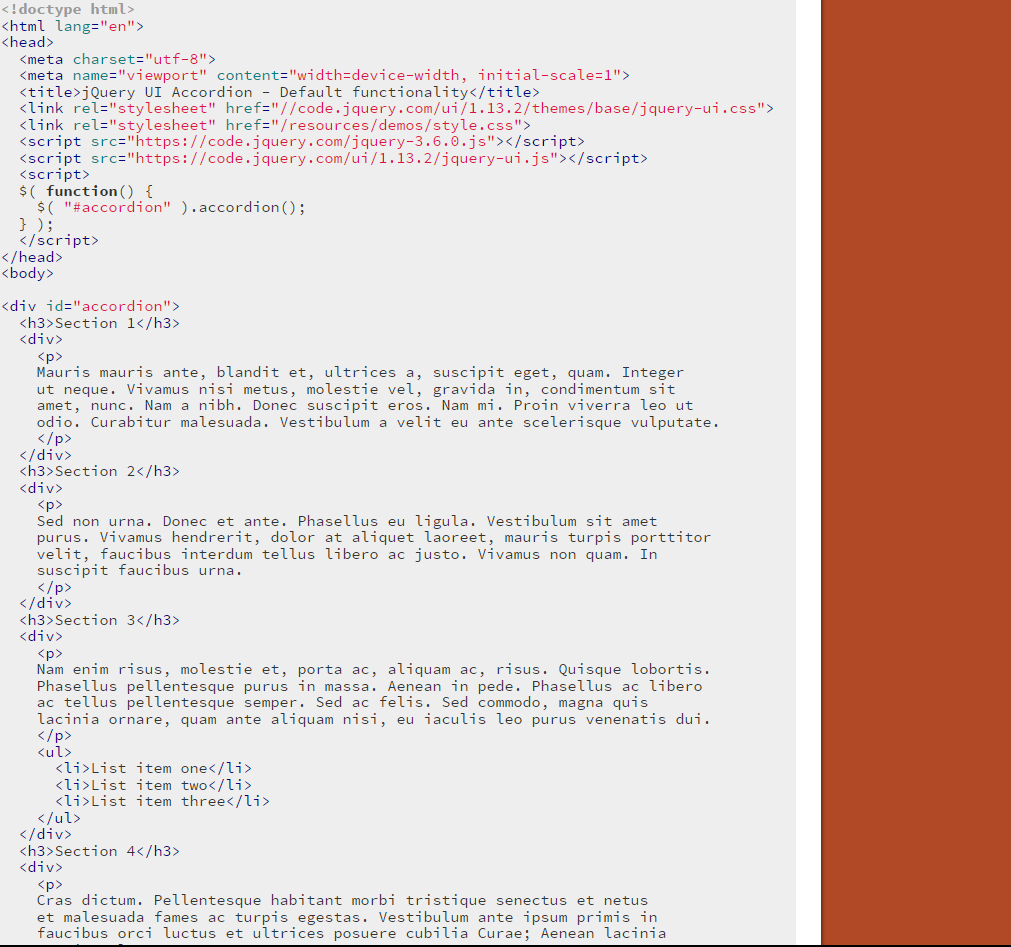 <!doctype html>
<html lang="en">
<head>
  <meta charset="utf-8">
  <meta name="viewport" content="width=device-width, initial-scale=1">
  <title>jQuery UI Accordion - Default functionality</title>
  <link rel="stylesheet" href="//code.jquery.com/ui/1.13.2/themes/base/jquery-ui.css">
  <link rel="stylesheet" href="/resources/demos/style.css">
  <script src="https://code.jquery.com/jquery-3.6.0.js"></script>
  <script src="https://code.jquery.com/ui/1.13.2/jquery-ui.js"></script>
  <script>
  $( function() {
    $( "#accordion" ).accordion();
  } );
  </script>
</head>
<body>

<div id="accordion">
  <h3>Section 1</h3>
  <div>
    <p>
    Mauris mauris ante, blandit et, ultrices a, suscipit eget, quam. Integer
    ut neque. Vivamus nisi metus, molestie vel, gravida in, condimentum sit
    amet, nunc. Nam a nibh. Donec suscipit eros. Nam mi. Proin viverra leo ut
    odio. Curabitur malesuada. Vestibulum a velit eu ante scelerisque vulputate.
    </p>
  </div>
  <h3>Section 2</h3>
  <div>
    <p>
    Sed non urna. Donec et ante. Phasellus eu ligula. Vestibulum sit amet
    purus. Vivamus hendrerit, dolor at aliquet laoreet, mauris turpis porttitor
    velit, faucibus interdum tellus libero ac justo. Vivamus non quam. In
    suscipit faucibus urna.
    </p>
  </div>
  <h3>Section 3</h3>
  <div>
    <p>
    Nam enim risus, molestie et, porta ac, aliquam ac, risus. Quisque lobortis.
    Phasellus pellentesque purus in massa. Aenean in pede. Phasellus ac libero
    ac tellus pellentesque semper. Sed ac felis. Sed commodo, magna quis
    lacinia ornare, quam ante aliquam nisi, eu iaculis leo purus venenatis dui.
    </p>
    <ul>
      <li>List item one</li>
      <li>List item two</li>
      <li>List item three</li>
    </ul>
  </div>
  <h3>Section 4</h3>
  <div>
    <p>
    Cras dictum. Pellentesque habitant morbi tristique senectus et netus
    et malesuada fames ac turpis egestas. Vestibulum ante ipsum primis in
    faucibus orci luctus et ultrices posuere cubilia Curae; Aenean lacinia